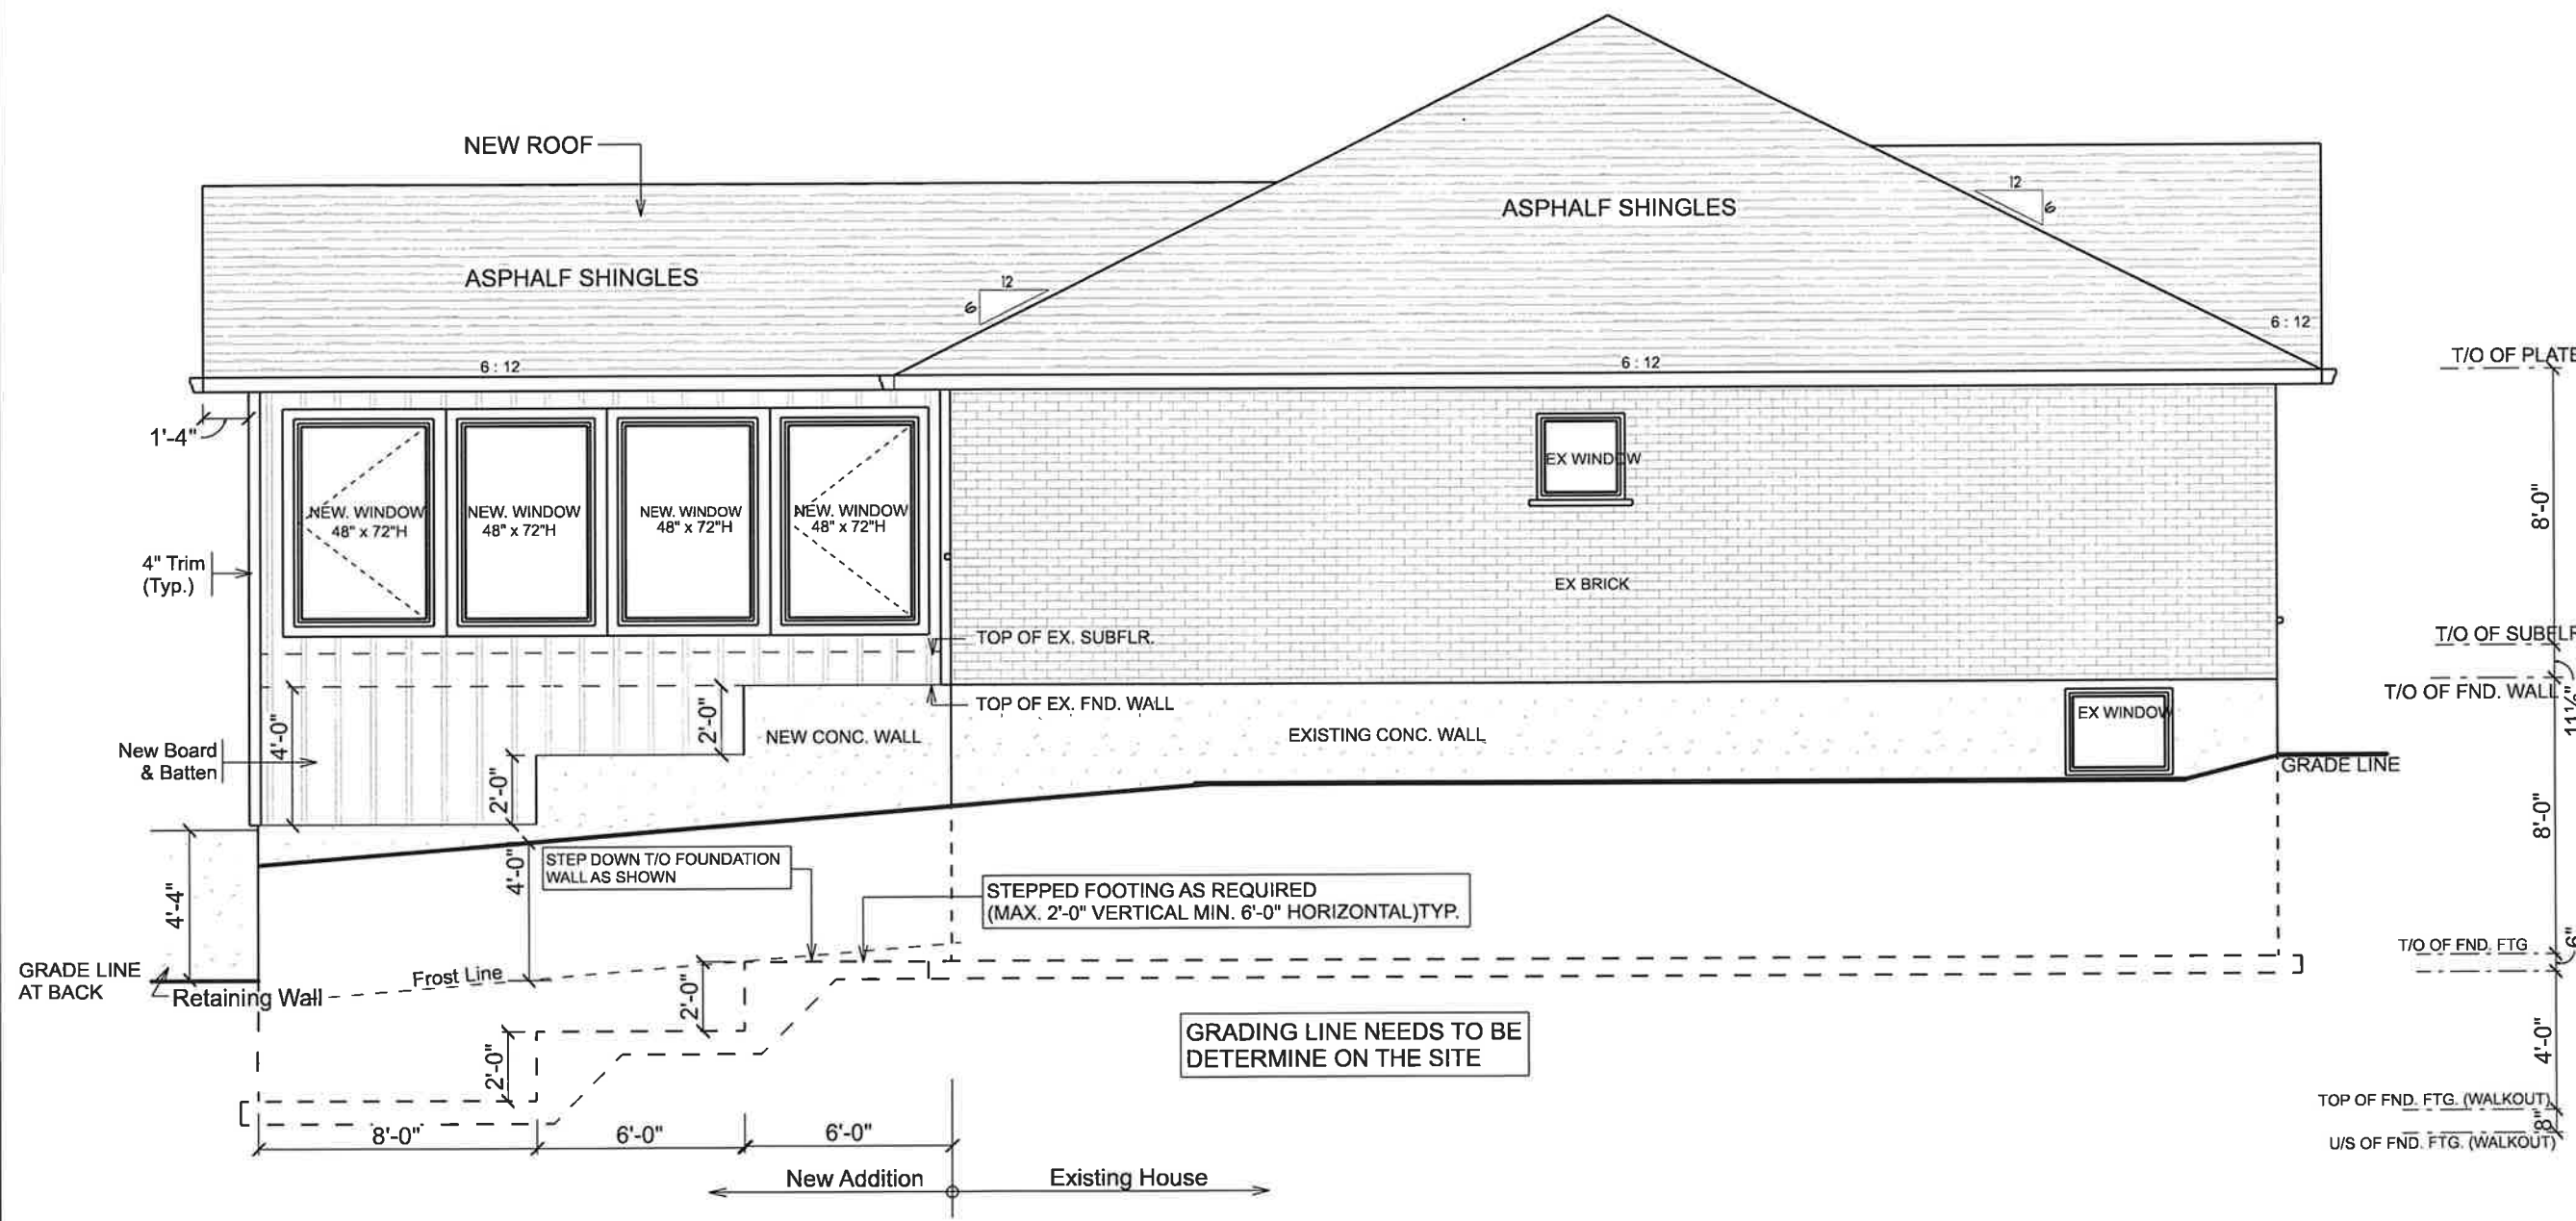 NEW ROOF
ASPHALF SHINGLES
ASPHALF SHINGLES
12
6
12
6
6 : 12
6 : 12
6 : 12
T/O OF PLATE
1'-4"
EX WINDOW
NEW. WINDOW
48" x 72"H
NEW. WINDOW
48" x 72"H
NEW. WINDOW
48" x 72"H
NEW. WINDOW
48" x 72"H
8'-0"
4" Trim
(Typ.)
EX BRICK
TOP OF EX. SUBFLR.
T/O OF SUBFLR
TOP OF EX. FND. WALL
T/O OF FND. WALL
EX WINDOW
4'-0"
2'-0"
NEW CONC. WALL
EXISTING CONC. WALL
New Board
& Batten
2'-0"
GRADE LINE
8'-0"
4'-0"
STEP DOWN T/O FOUNDATION
WALL AS SHOWN
STEPPED FOOTING AS REQUIRED
(MAX. 2'-0" VERTICAL MIN. 6'-0" HORIZONTAL)TYP.
4'-4"
T/O OF FND. FTG
6"
GRADE LINE
AT BACK
Retaining Wall
Frost Line
2'-0"
GRADING LINE NEEDS TO BE
DETERMINE ON THE SITE
4'-0"
2'-0"
TOP OF FND. FTG. (WALKOUT)
8"
U/S OF FND. FTG. (WALKOUT)
8'-0"
6'-0"
6'-0"
New Addition
Existing House